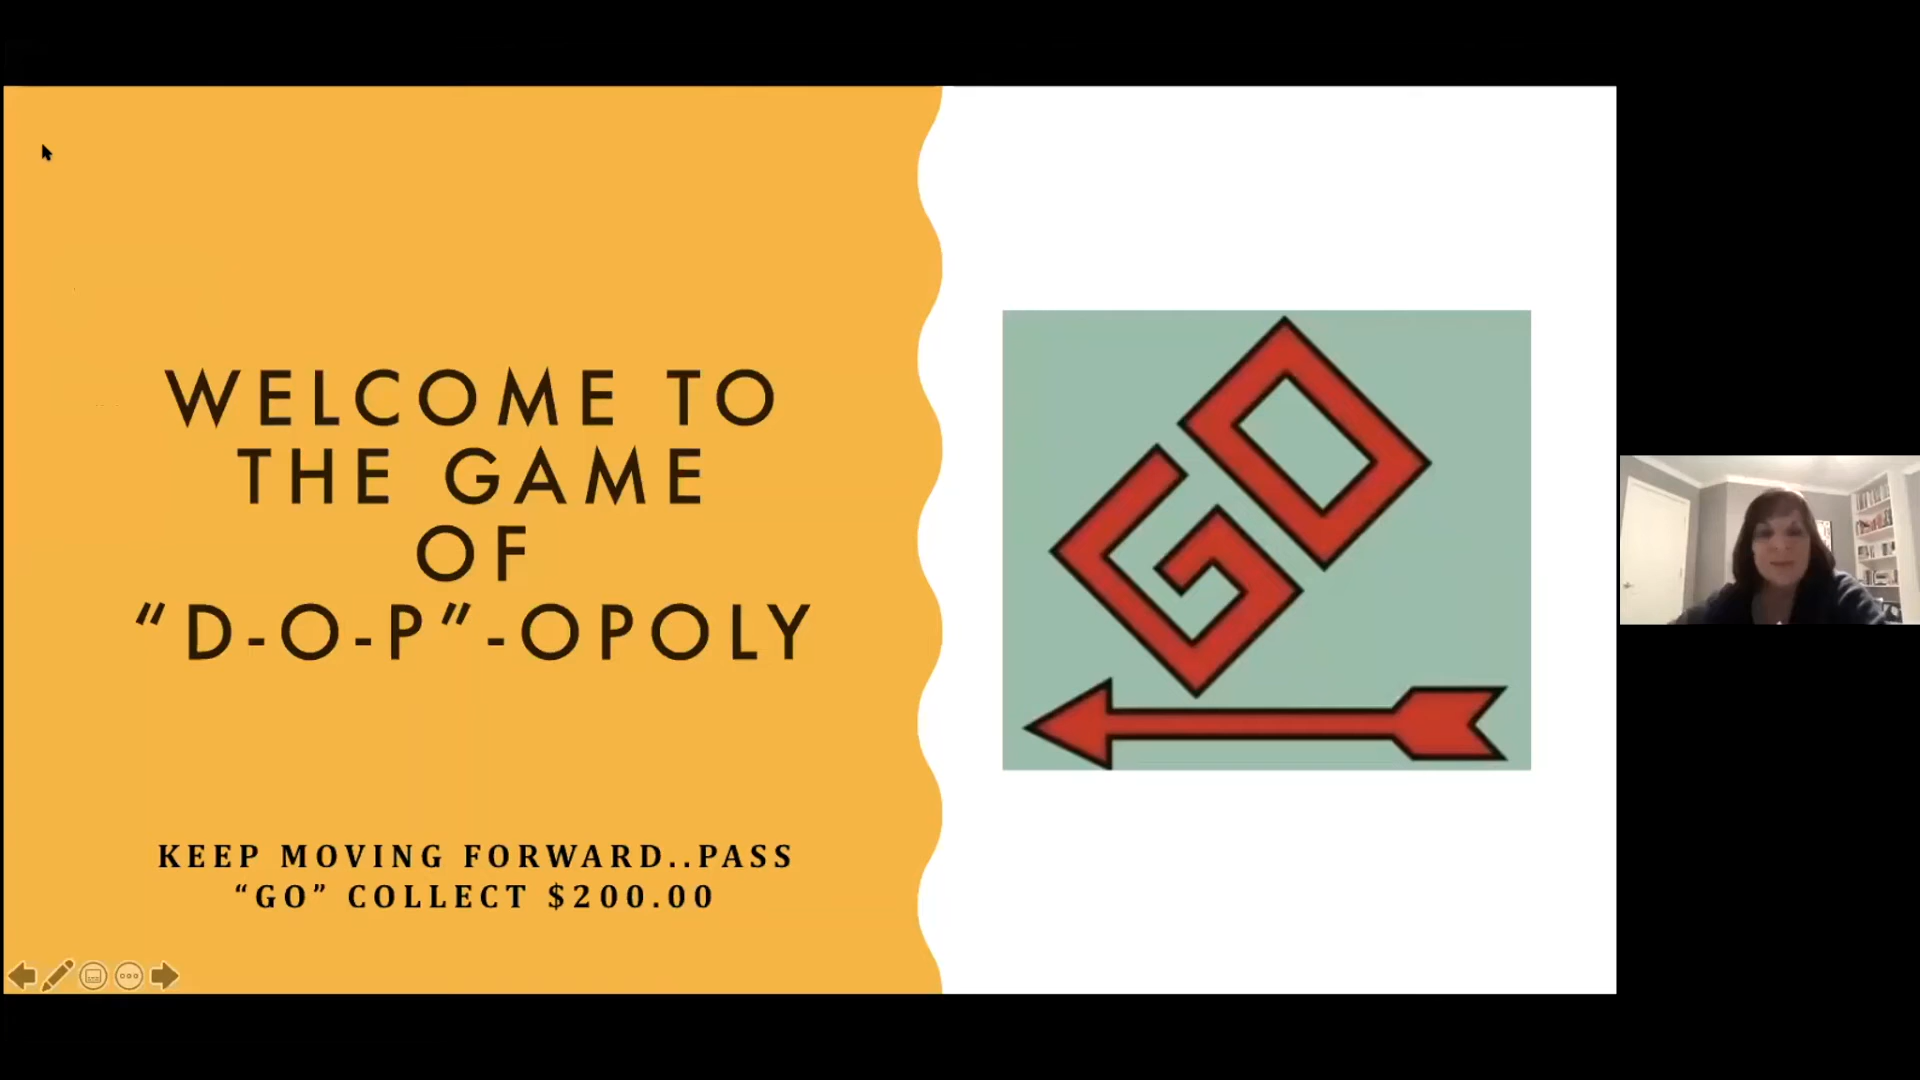 WELCOME TO
THE GAME
OF
“D-O-P”-OPOLY
KEEP MOVING FORWARD..PASS
“GO” COLLECT $200.00
GO